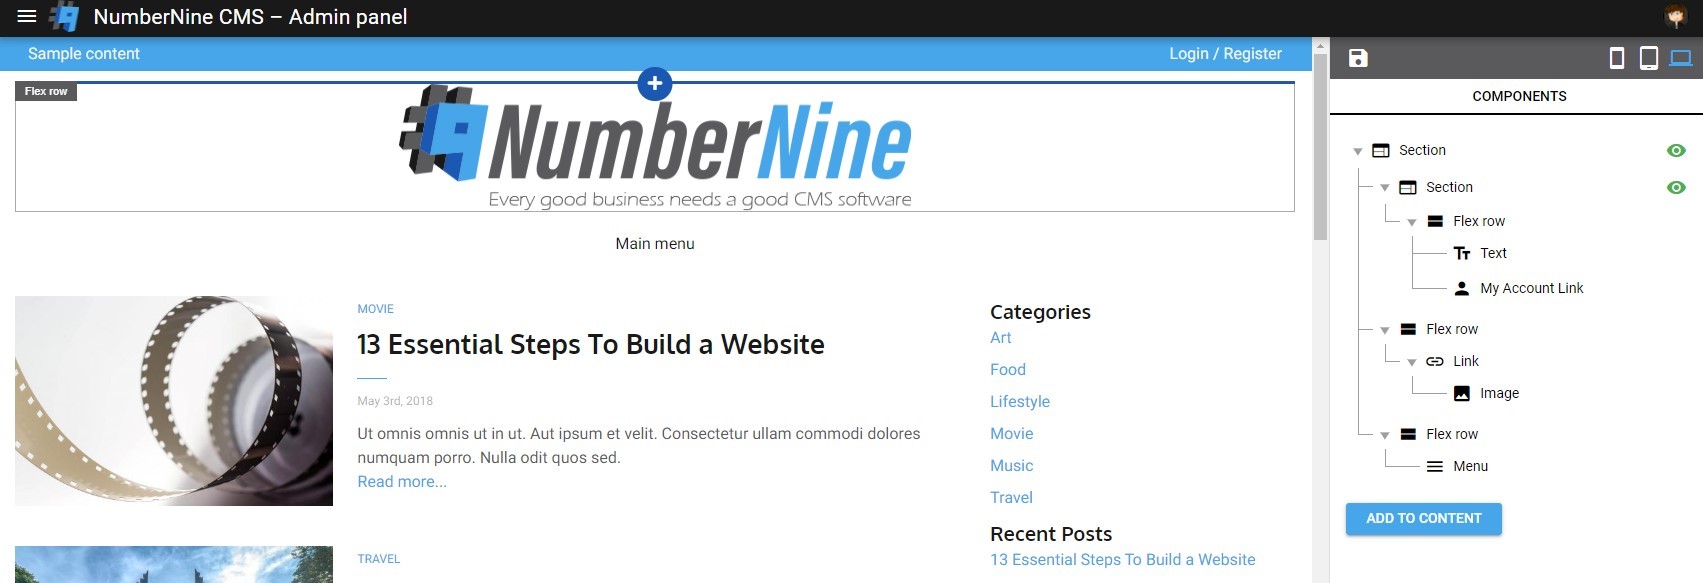 NumberNine CMS – Admin panel
Sample content
Login / Register
Flex row
NumberNine
Every good business needs a good CMS software
Main menu
MOVIE
13 Essential Steps To Build a Website
May 3rd, 2018
Ut omnis omnis ut in ut. Aut ipsum et velit. Consectetur ullam commodi dolores
numquam porro. Nulla odit quos sed.
Read more...
TRAVEL
Categories
Art
Food
Lifestyle
Movie
Music
Travel
Recent Posts
13 Essential Steps To Build a Website
COMPONENTS
Section
Section
Flex row
Text
My Account Link
Flex row
Link
Image
Flex row
Menu
ADD TO CONTENT